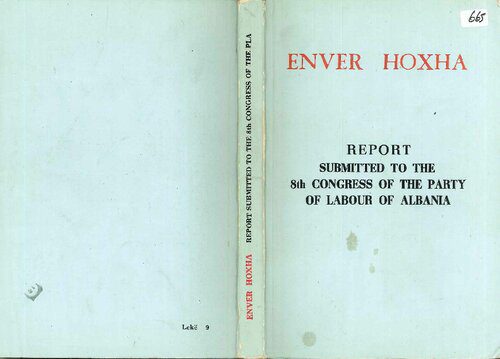 Lekë 9
ENVER HOXHA REPORT SUBMITTED TO THE 8th CONGRESS OF THE PLA
665
ENVER HOXHA
REPORT
SUBMITTED TO THE
8th CONGRESS OF THE PARTY
OF LABOUR OF ALBANIA